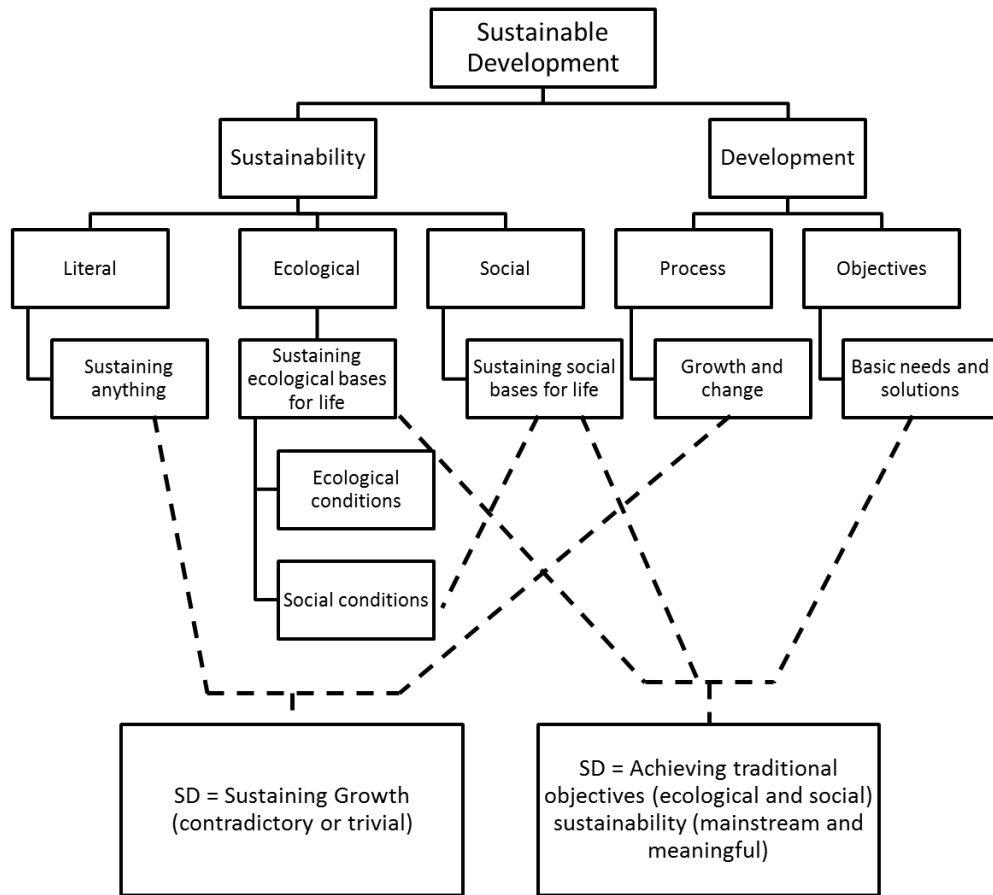 Sustainable
Development
Sustainability
Development
Literal
Ecological
Social
Process
Objectives
Sustaining
anything
Sustaining
ecological bases
for life
Sustaining social
bases for life
Growth and
change
Basic needs and
solutions
Ecological
conditions
Social conditions
SD = Sustaining Growth
(contradictory or trivial)
SD = Achieving traditional
objectives (ecological and social)
sustainability (mainstream and
meaningful)